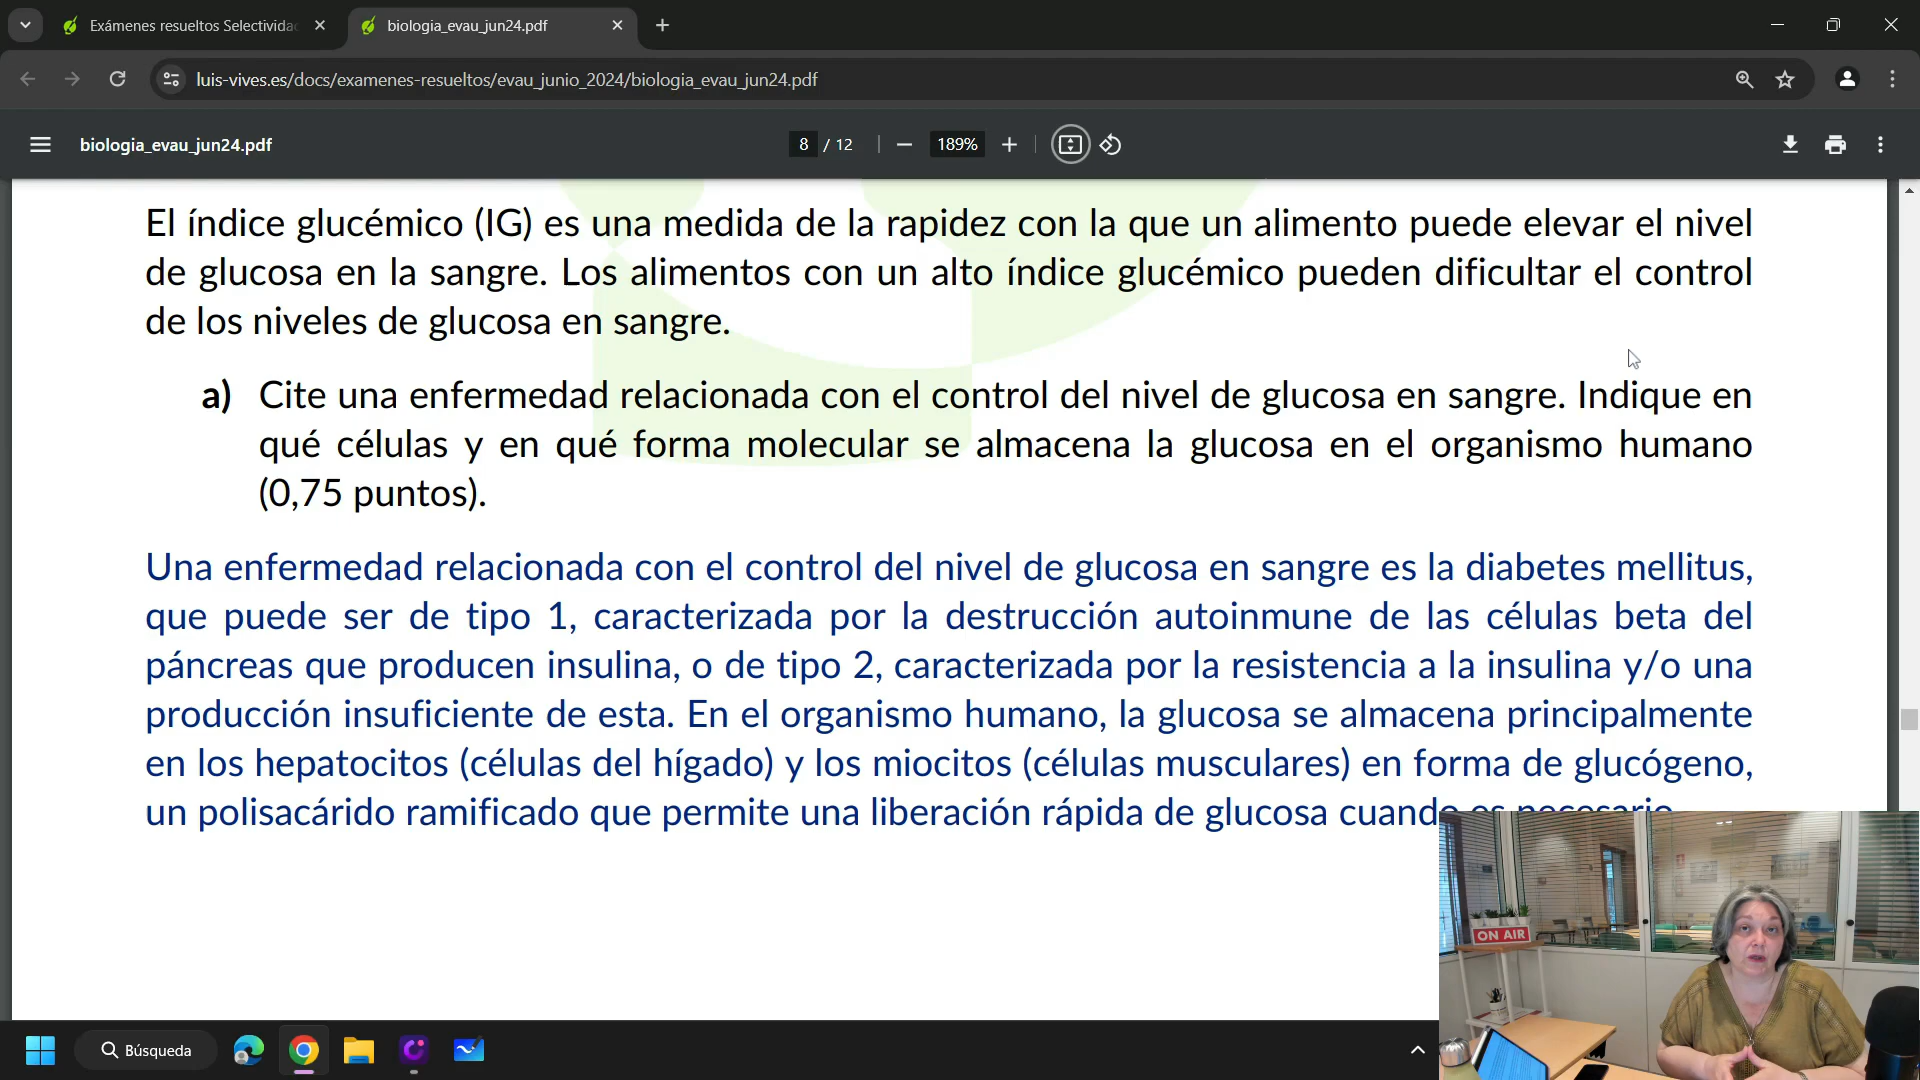 Exámenes resueltos Selectivida
biologia_evau_jun24.pdf
luis-vives.es/docs/examenes-resueltos/evau_junio_2024/biologia_evau_jun24.pdf
biologia_evau_jun24.pdf
8 / 12
189%
El índice glucémico (IG) es una medida de la rapidez con la que un alimento puede elevar el nivel
de glucosa en la sangre. Los alimentos con un alto índice glucémico pueden dificultar el control
de los niveles de glucosa en sangre.
a) Cite una enfermedad relacionada con el control del nivel de glucosa en sangre. Indique en
qué células y en qué forma molecular se almacena la glucosa en el organismo humano
(0,75 puntos).
Una enfermedad relacionada con el control del nivel de glucosa en sangre es la diabetes mellitus,
que puede ser de tipo 1, caracterizada por la destrucción autoinmune de las células beta del
páncreas que producen insulina, o de tipo 2, caracterizada por la resistencia a la insulina y/o una
producción insuficiente de esta. En el organismo humano, la glucosa se almacena principalmente
en los hepatocitos (células del hígado) y los miocitos (células musculares) en forma de glucógeno,
un polisacárido ramificado que permite una liberación rápida de glucosa cuando es necesario
ON AIR
Búsqueda